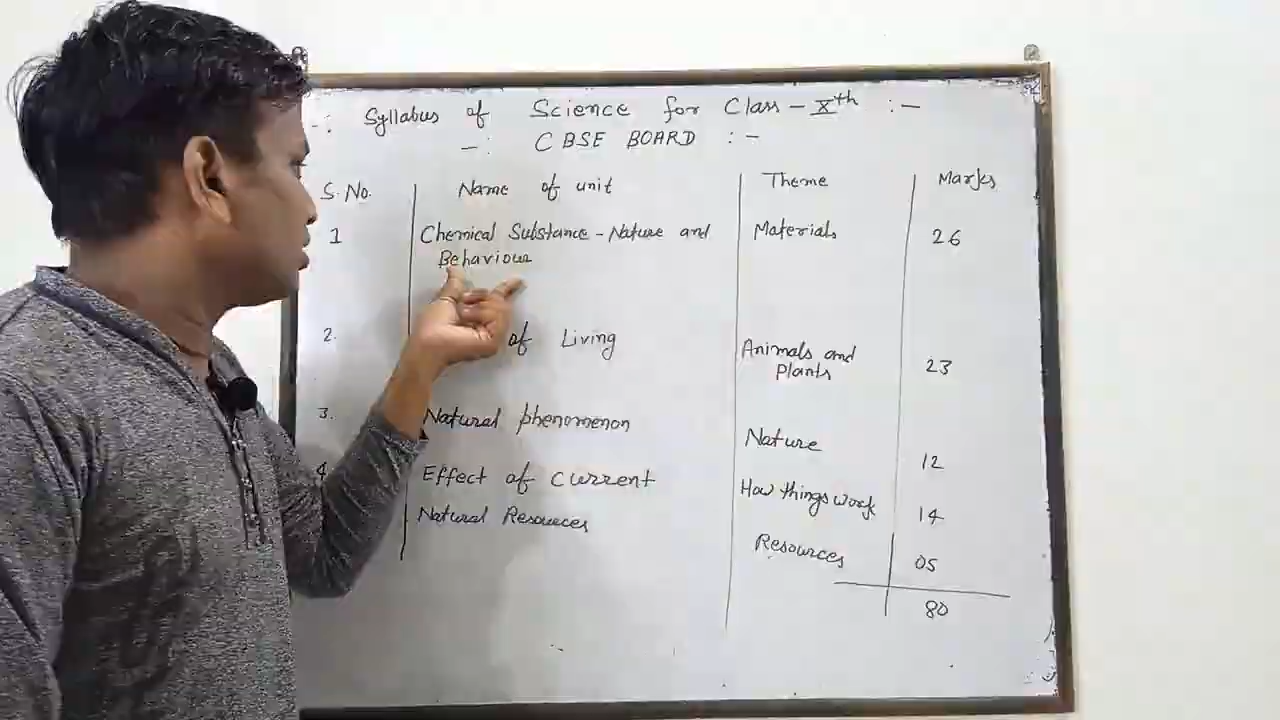 -: Syllabus of Science for Class - Xth :-
-: CBSE BOARD :-
S. No. Name of unit Theme Marks
1 Chemical Substance - Nature and Materials 26
Behaviour
2. of Living Animals and 23
Plants
3. Natural phenomenon Nature 12
4 Effect of Current How things work 14
Natural Resources Resources 05
80